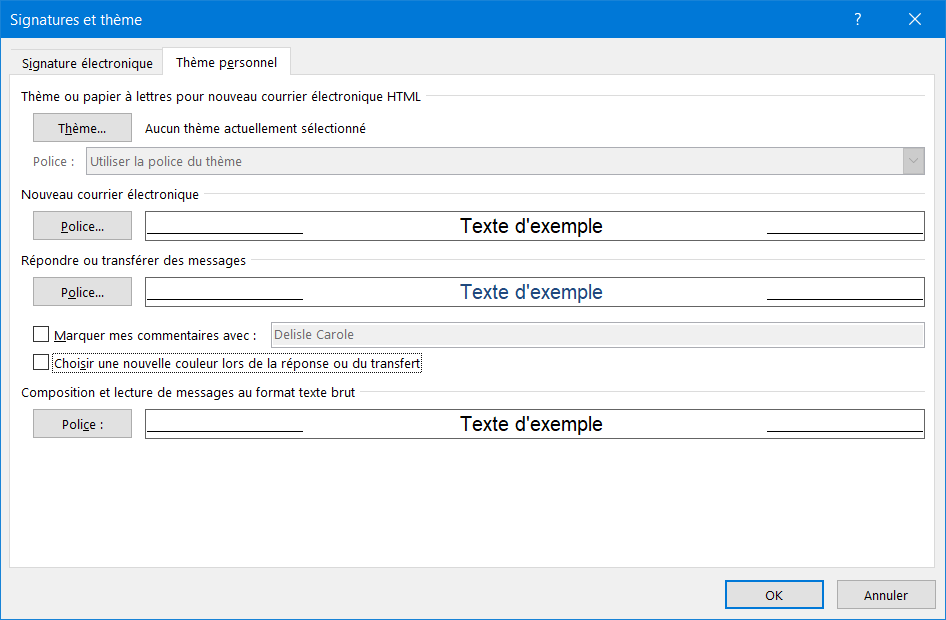 Signatures et thème ?
Signature électronique Thème personnel
Thème ou papier à lettres pour nouveau courrier électronique HTML
Thème... Aucun thème actuellement sélectionné
Police : Utiliser la police du thème
Nouveau courrier électronique
Police... Texte d'exemple
Répondre ou transférer des messages
Police... Texte d'exemple
Marquer mes commentaires avec : Delisle Carole
Choisir une nouvelle couleur lors de la réponse ou du transfert
Composition et lecture de messages au format texte brut
Police : Texte d'exemple
OK Annuler